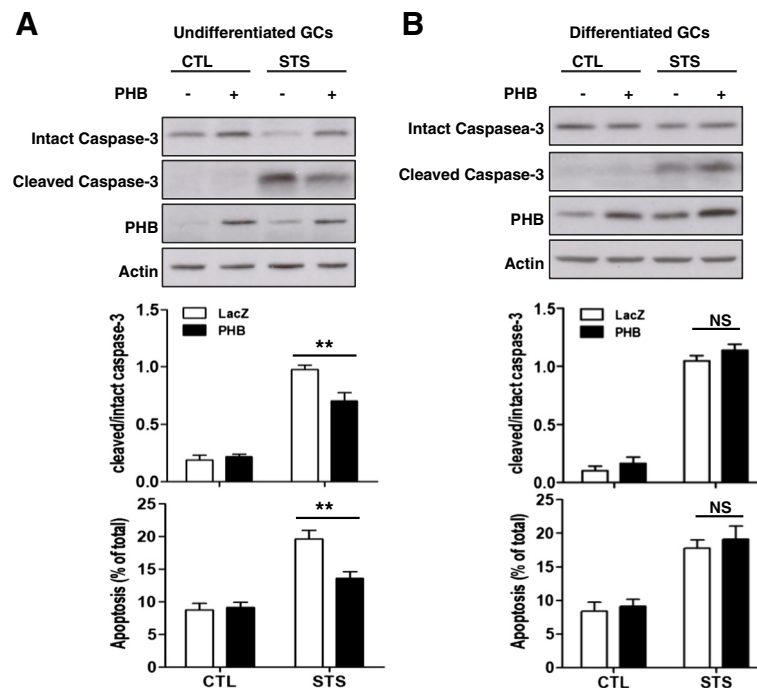 A
Undifferentiated GCs
CTL STS
PHB - + - +
Intact Caspase-3
Cleaved Caspase-3
PHB
Actin
cleaved/intact caspase-3
1.5
1.0
0.5
0.0
LacZ
PHB
**
Apoptosis (% of total)
25
20
15
10
5
0
**
CTL STS
B
Differentiated GCs
CTL STS
PHB - + - +
Intact Caspasea-3
Cleaved Caspase-3
PHB
Actin
cleaved/intact caspase-3
1.5
1.0
0.5
0.0
LacZ
PHB
NS
Apoptosis (% of total)
25
20
15
10
5
0
NS
CTL STS